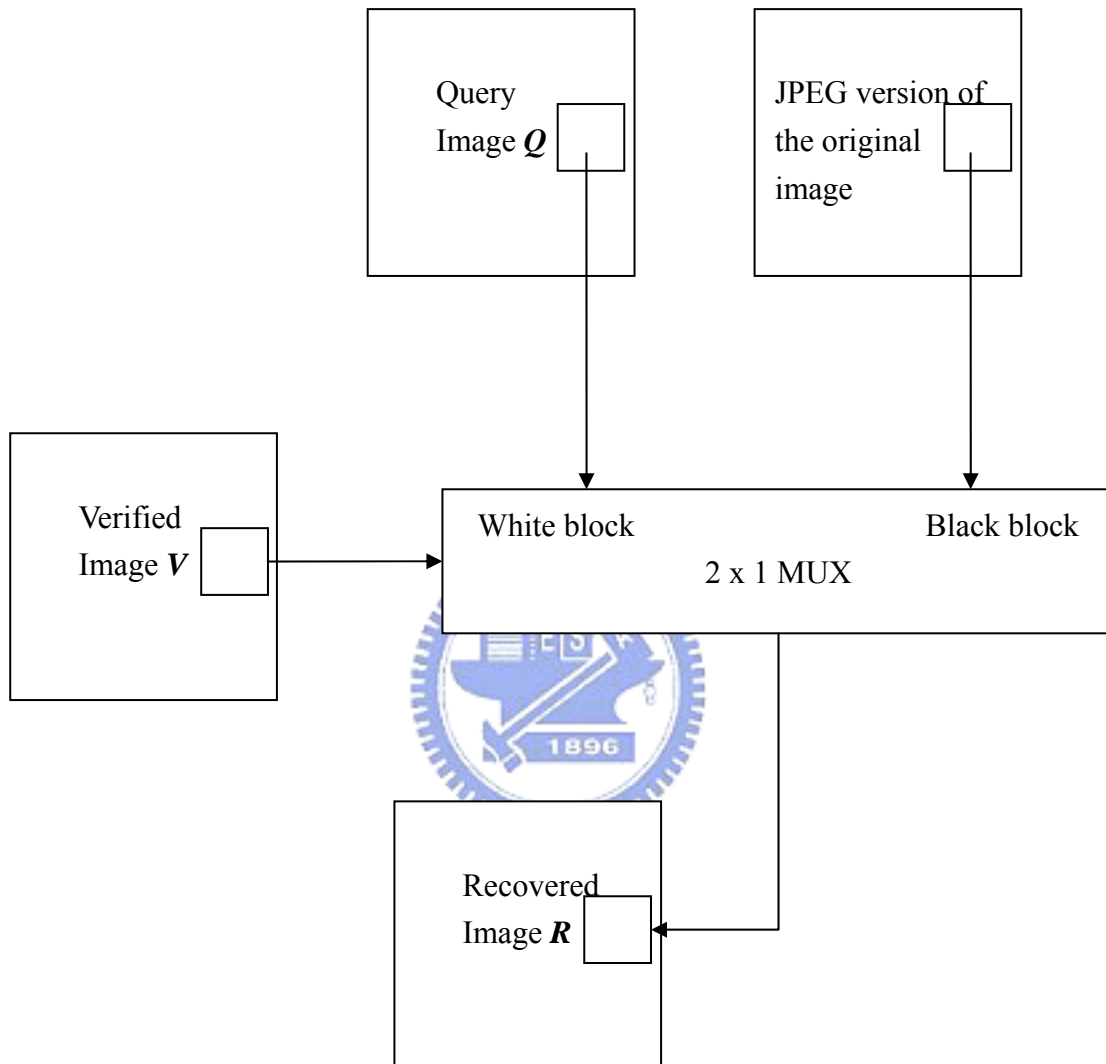 Query
Image Q
JPEG version of
the original
image
Verified
Image V
White block
Black block
2 x 1 MUX
1896
Recovered
Image R